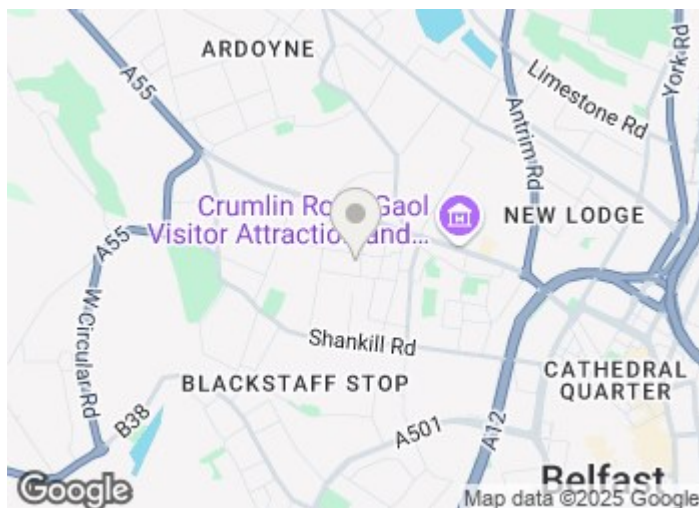 ARDOYNE
A55
Limestone Rd
York Rd
Antrim Rd
Crumlin Ro Gaol
Visitor Attraction and...
NEW LODGE
A55
W Circular Rd
Shankill Rd
BLACKSTAFF STOP
CATHEDRAL
QUARTER
B38
A501
A12
Belfast
Google
Map data ©2025 Google